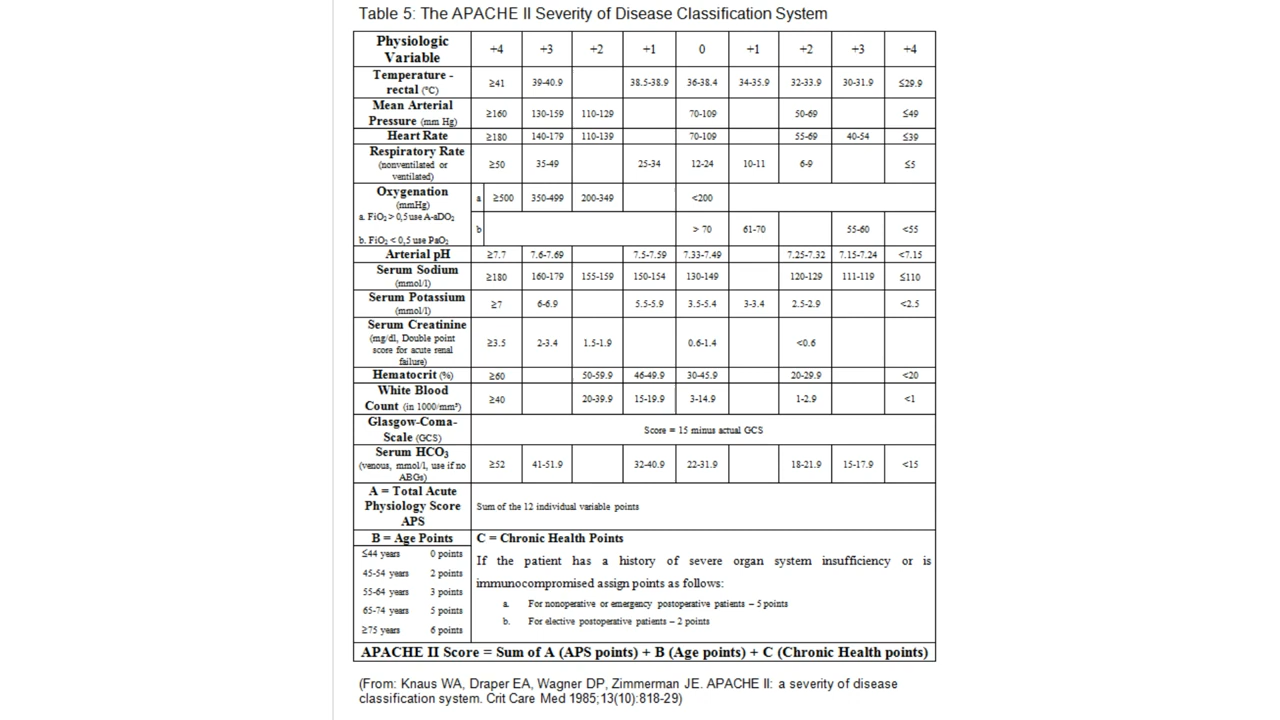 Table 5: The APACHE II Severity of Disease Classification System
Physiologic Variable +4 +3 +2 +1 0 +1 +2 +3 +4
Temperature - rectal (°C) ≥41 39-40.9 38.5-38.9 36-38.4 34-35.9 32-33.9 30-31.9 ≤29.9
Mean Arterial Pressure (mm Hg) ≥160 130-159 110-129 70-109 50-69 ≤49
Heart Rate ≥180 140-179 110-139 70-109 55-69 40-54 ≤39
Respiratory Rate (nonventilated or ventilated) ≥50 35-49 25-34 12-24 10-11 6-9 ≤5
Oxygenation (mmHg)
a. FiO₂ > 0,5 use A-aDO₂ a ≥500 350-499 200-349 <200
b. FiO₂ < 0,5 use PaO₂ b > 70 61-70 55-60 <55
Arterial pH ≥7.7 7.6-7.69 7.5-7.59 7.33-7.49 7.25-7.32 7.15-7.24 <7.15
Serum Sodium (mmol/l) ≥180 160-179 155-159 150-154 130-149 120-129 111-119 ≤110
Serum Potassium (mmol/l) ≥7 6-6.9 5.5-5.9 3.5-5.4 3-3.4 2.5-2.9 <2.5
Serum Creatinine (mg/dl, Double point score for acute renal failure) ≥3.5 2-3.4 1.5-1.9 0.6-1.4 <0.6
Hematocrit (%) ≥60 50-59.9 46-49.9 30-45.9 20-29.9 <20
White Blood Count (in 1000/mm³) ≥40 20-39.9 15-19.9 3-14.9 1-2.9 <1
Glasgow-Coma-Scale (GCS) Score = 15 minus actual GCS
Serum HCO₃ (venous, mmol/l, use if no ABGs) ≥52 41-51.9 32-40.9 22-31.9 18-21.9 15-17.9 <15
A = Total Acute Physiology Score APS Sum of the 12 individual variable points
B = Age Points
≤44 years 0 points
45-54 years 2 points
55-64 years 3 points
65-74 years 5 points
≥75 years 6 points
C = Chronic Health Points
If the patient has a history of severe organ system insufficiency or is
immunocompromised assign points as follows:
a. For nonoperative or emergency postoperative patients – 5 points
b. For elective postoperative patients – 2 points
APACHE II Score = Sum of A (APS points) + B (Age points) + C (Chronic Health points)
(From: Knaus WA, Draper EA, Wagner DP, Zimmerman JE. APACHE II: a severity of disease
classification system. Crit Care Med 1985;13(10):818-29)